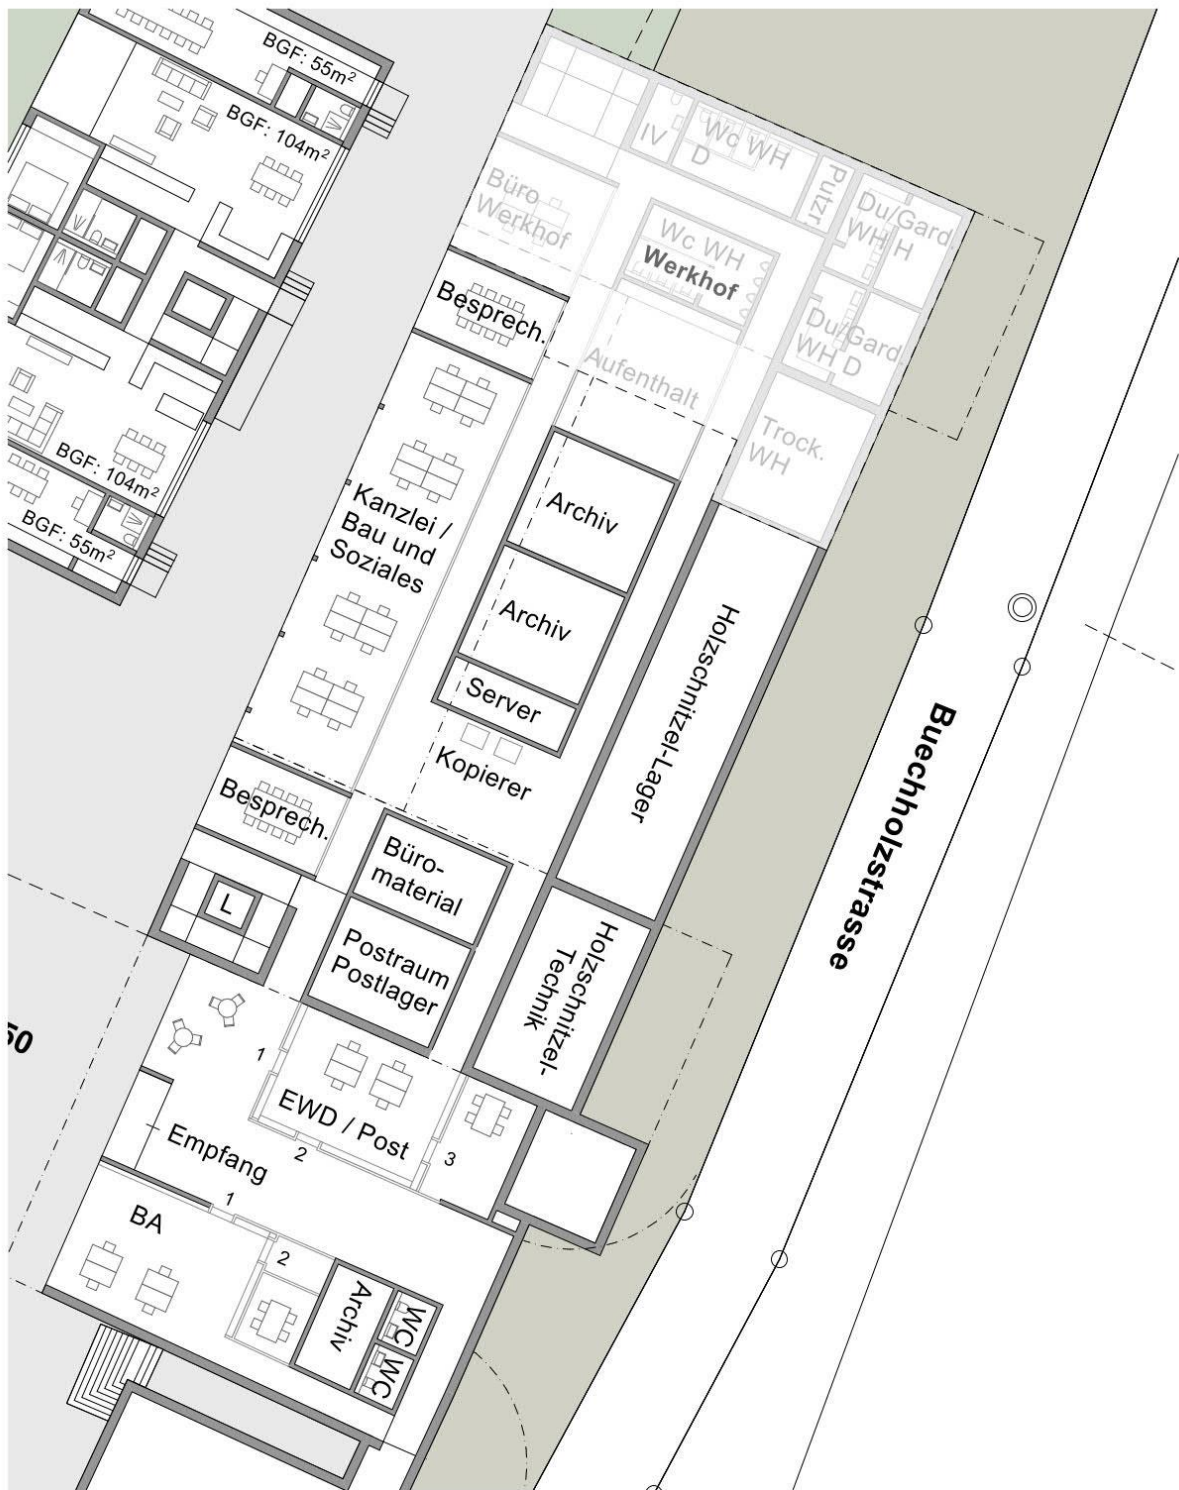 BGF: 55m²
BGF: 104m²
IV
Wc WH
D
Putzr
Du/Gard.
WH H
Büro
Werkhof
Wc WH
Werkhof
Besprech.
Du/Gard.
WH D
Aufenthalt
Trock.
WH
BGF: 104m²
BGF: 55m²
Kanzlei /
Bau und
Soziales
Archiv
Archiv
Server
Kopierer
Holzschnitzel-Lager
Buechholzstrasse
Besprech.
Büro-
material
L
Postraum
Postlager
Holzschnitzel-
Technik
50
1
EWD / Post
Empfang
2
3
1
BA
2
Archiv
WC
WC